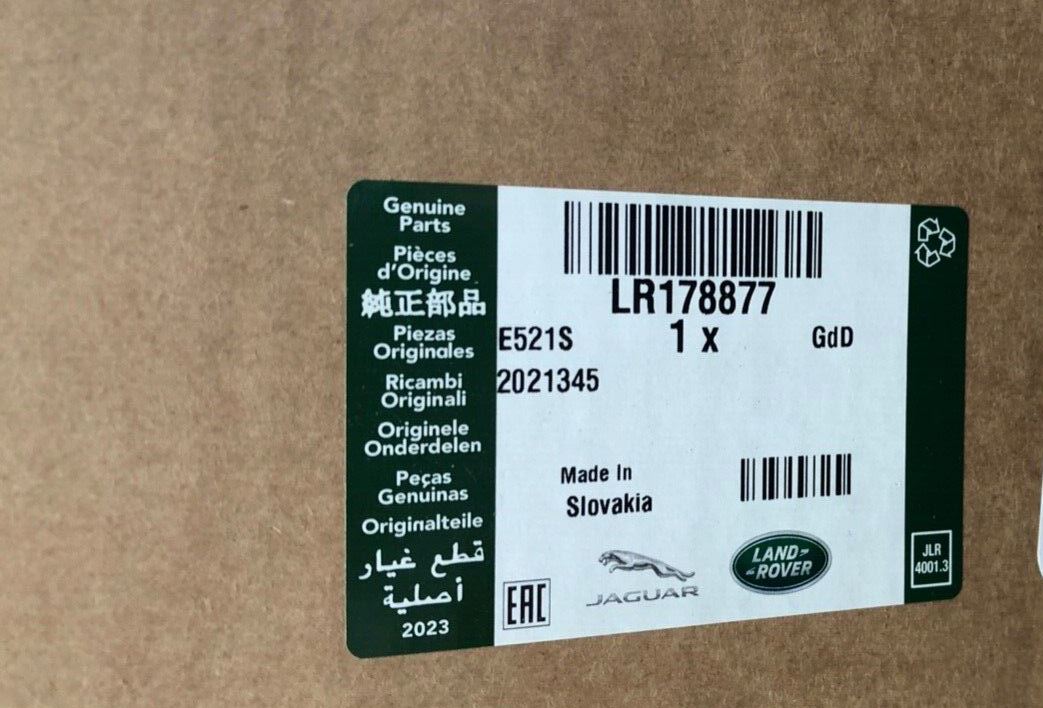 Genuine
Parts
Pièces
d'Origine
純正部品
Piezas
Originales
Ricambi
Originali
Originele
Onderdelen
Peças
Genuinas
Originalteile
قطع غيار
أصلية
2023
LR178877
E521S 1 x GdD
2021345
Made In
Slovakia
EAC
JAGUAR
LAND-
-ROVER
JLR
4001.3